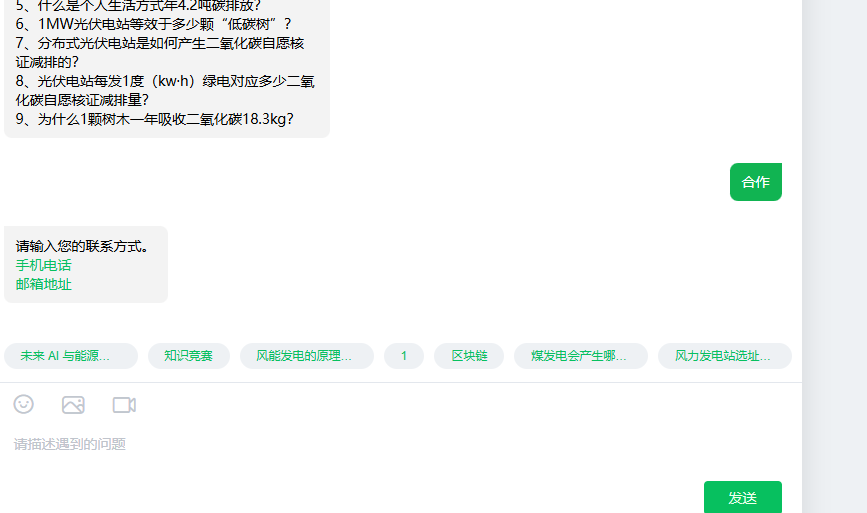 5、什么是个人生活方式年4.2吨碳排放?
6、1MW光伏电站等效于多少颗“低碳树”?
7、分布式光伏电站是如何产生二氧化碳自愿核
证减排的?
8、光伏电站每发1度（kw·h）绿电对应多少二氧
化碳自愿核证减排量?
9、为什么1颗树木一年吸收二氧化碳18.3kg?
合作
请输入您的联系方式。
手机电话
邮箱地址
未来 AI 与能源...
知识竞赛
风能发电的原理...
1
区块链
煤发电会产生哪...
风力发电站选址...
请描述遇到的问题
发送